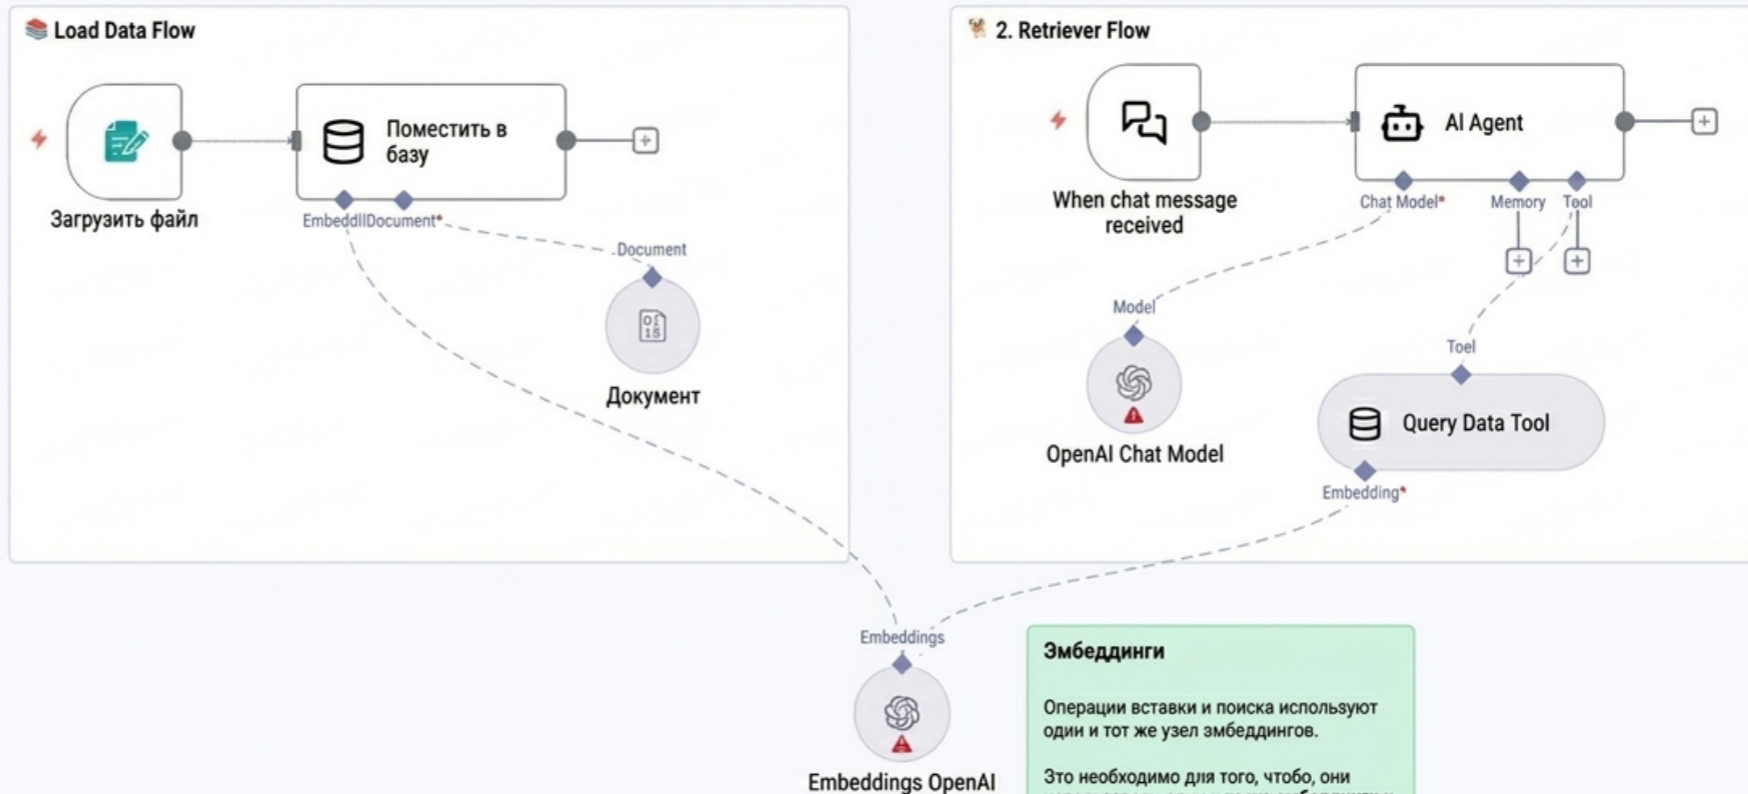 Load Data Flow
Поместить в
базу
Загрузить файл
EmbeddllDocument*
Document
Документ
2. Retriever Flow
AI Agent
When chat message
received
Chat Model*
Memory
Tool
Model
OpenAI Chat Model
Toel
Query Data Tool
Embedding*
Embeddings
Embeddings OpenAI
Эмбеддинги
Операции вставки и поиска используют
один и тот же узел эмбеддингов.
Это необходимо для того, чтобо, они